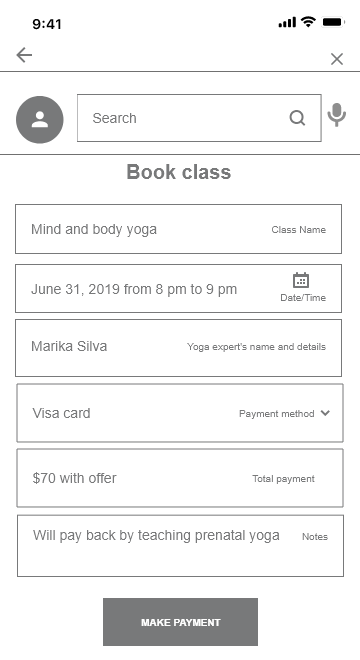 9:41
Search
Book class
Mind and body yoga Class Name
June 31, 2019 from 8 pm to 9 pm Date/Time
Marika Silva Yoga expert's name and details
Visa card Payment method
$70 with offer Total payment
Will pay back by teaching prenatal yoga Notes
MAKE PAYMENT